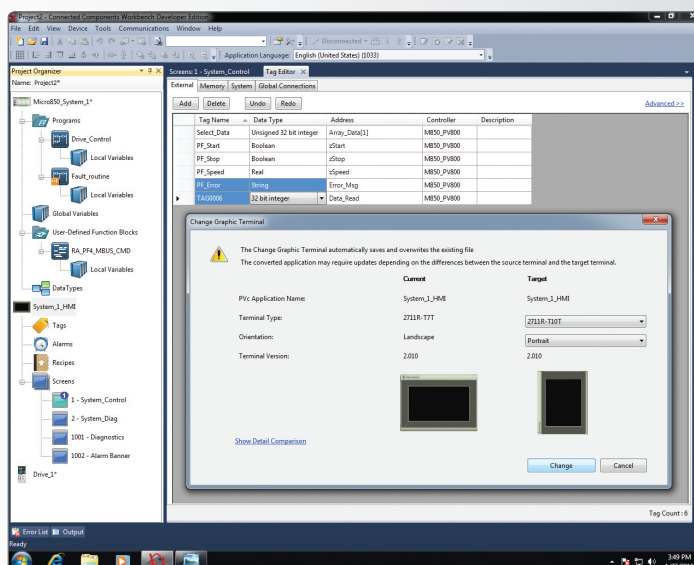 Project2 - Connected Components Workbench Developer Edition
File Edit View Device Tools Communications Window Help
Disconnected
Application Language: English (United States) (1033)
Project Organizer
Name: Project2*
Micro850_System_1*
Programs
Drive_Control
Local Variables
Fault_routine
Local Variables
Global Variables
User-Defined Function Blocks
RA_PF4_MBUS_CMD
Local Variables
DataTypes
System_1_HMI
Tags
Alarms
Recipes
Screens
1 - System_Control
2 - System_Diag
1001 - Diagnostics
1002 - Alarm Banner
Drive_1*
Screens: 1 - System_Control Tag Editor
External Memory System Global Connections
Add Delete Undo Redo Advanced >>
Tag Name Data Type Address Controller Description
Select_Data Unsigned 32 bit integer Array_Data[1] M850_PV800
PF_Start Boolean zStart M850_PV800
PF_Stop Boolean zStop M850_PV800
PF_Speed Real zSpeed M850_PV800
PF_Error String Error_Msg M850_PV800
TAG0006 32 bit integer Data_Read M850_PV800
Change Graphic Terminal
The Change Graphic Terminal automatically saves and overwrites the existing file
The converted application may require updates depending on the differences between the source terminal and the target terminal.
Current Target
PVc Application Name: System_1_HMI System_1_HMI
Terminal Type: 2711R-T7T 2711R-T10T
Orientation: Landscape Portrait
Terminal Version: 2.010 2.010
Show Detail Comparison
Change Cancel
Tag Count : 6
Error List Output
Ready
3:49 PM